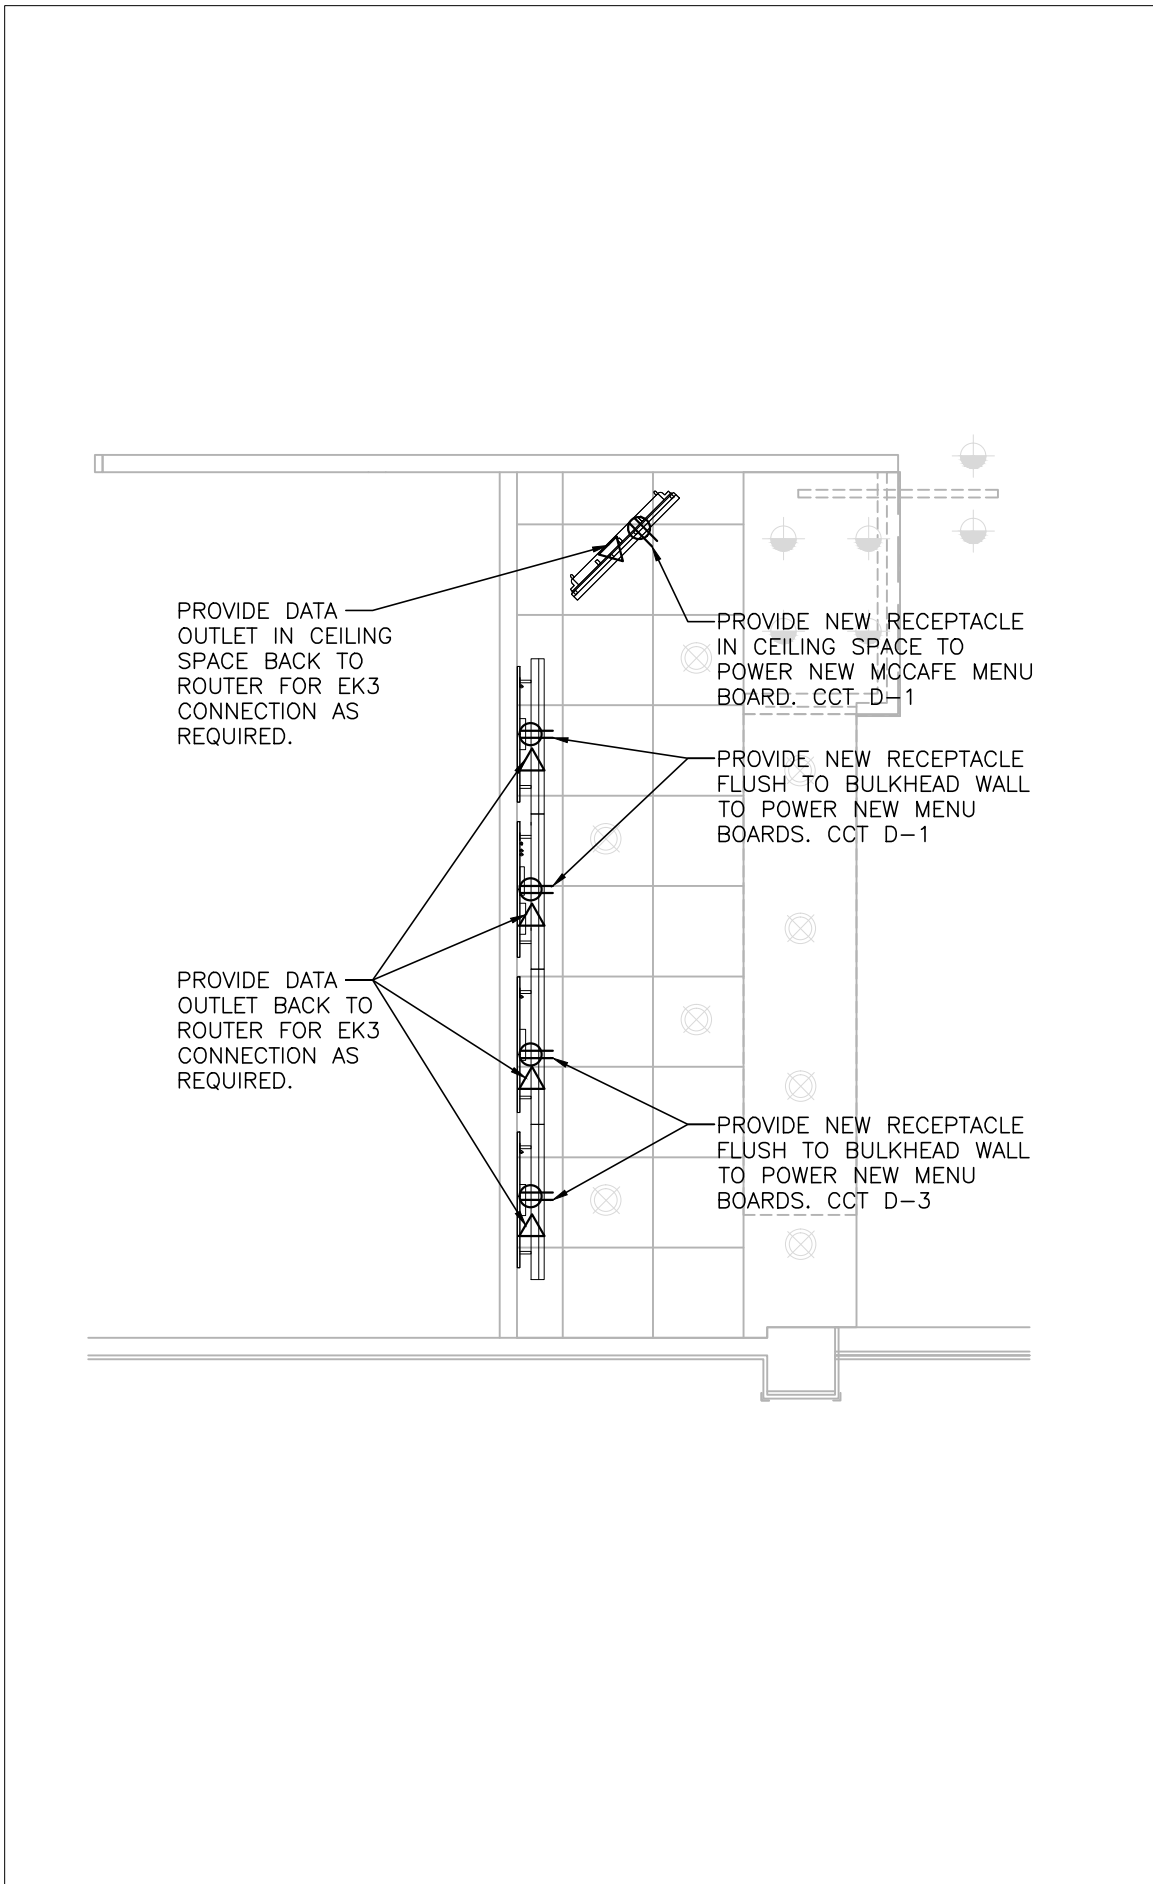 PROVIDE DATA
OUTLET IN CEILING
SPACE BACK TO
ROUTER FOR EK3
CONNECTION AS
REQUIRED.
PROVIDE NEW RECEPTACLE
IN CEILING SPACE TO
POWER NEW MCCAFE MENU
BOARD. CCT D-1
PROVIDE NEW RECEPTACLE
FLUSH TO BULKHEAD WALL
TO POWER NEW MENU
BOARDS. CCT D-1
PROVIDE DATA
OUTLET BACK TO
ROUTER FOR EK3
CONNECTION AS
REQUIRED.
PROVIDE NEW RECEPTACLE
FLUSH TO BULKHEAD WALL
TO POWER NEW MENU
BOARDS. CCT D-3